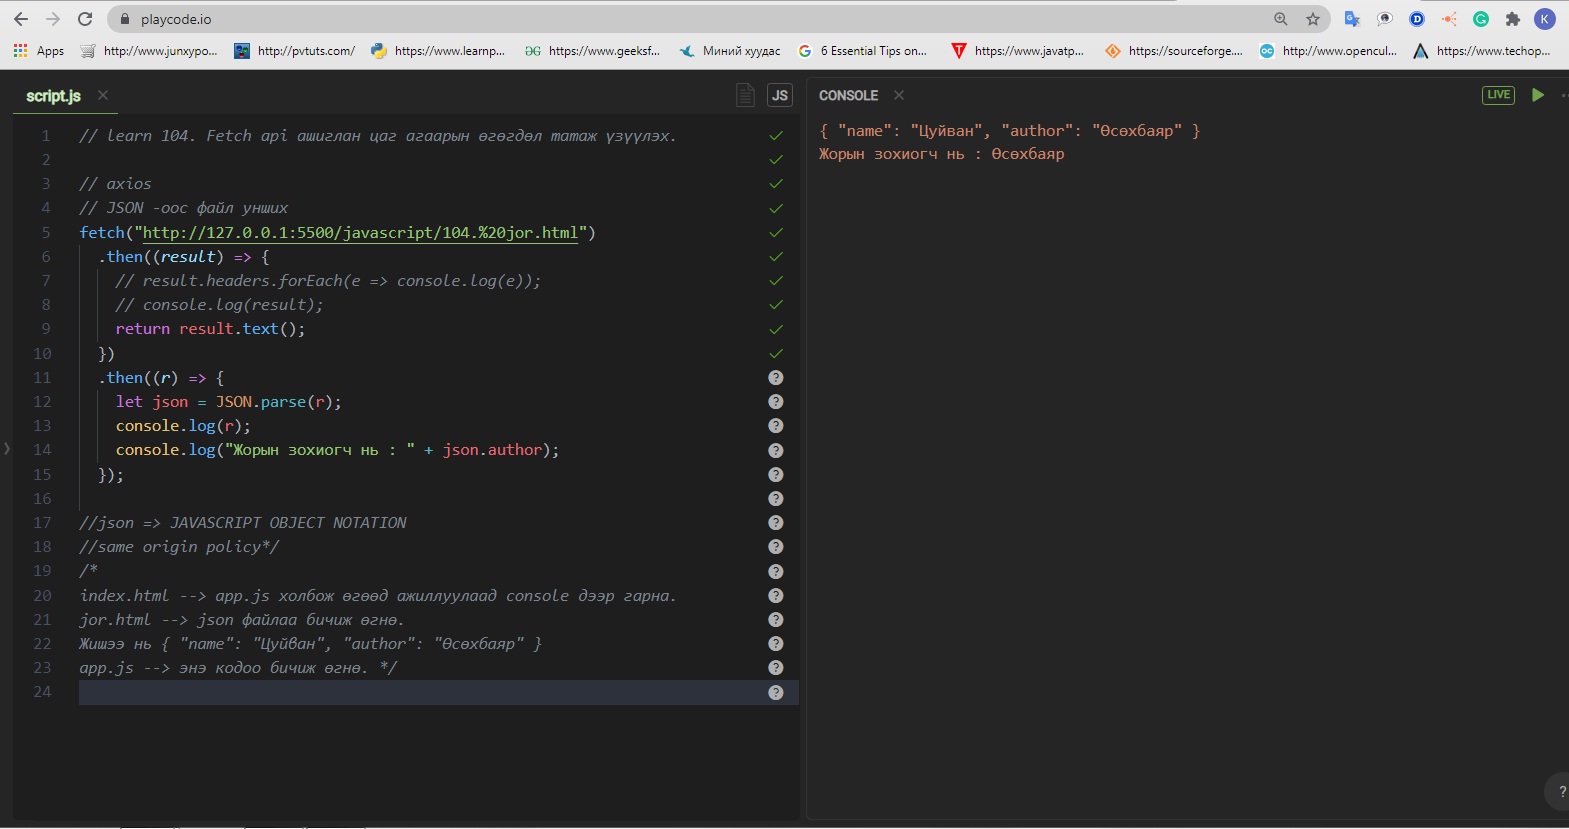 playcode.io
Apps
http://www.junxypo...
http://pvtuts.com/
https://www.learnp...
https://www.geeksf...
Миний хуудас
6 Essential Tips on...
https://www.javatp...
https://sourceforge....
http://www.opencul...
https://www.techop...
script.js
JS
1 // learn 104. Fetch api ашиглан цаг агаарын өгөгдөл татаж үзүүлэх.
2
3 // axios
4 // JSON -оос файл унших
5 fetch("http://127.0.0.1:5500/javascript/104.%20jor.html")
6 .then((result) => {
7 // result.headers.forEach(e => console.log(e));
8 // console.log(result);
9 return result.text();
10 })
11 .then((r) => {
12 let json = JSON.parse(r);
13 console.log(r);
14 console.log("Жорын зохиогч нь : " + json.author);
15 });
16
17 //json => JAVASCRIPT OBJECT NOTATION
18 //same origin policy*/
19 /*
20 index.html --> app.js холбож өгөөд ажиллуулаад console дээр гарна.
21 jor.html --> json файлаа бичиж өгнө.
22 Жишээ нь { "name": "Цуйван", "author": "Өсөхбаяр" }
23 app.js --> энэ кодоо бичиж өгнө. */
24
CONSOLE
LIVE
{ "name": "Цуйван", "author": "Өсөхбаяр" }
Жорын зохиогч нь : Өсөхбаяр